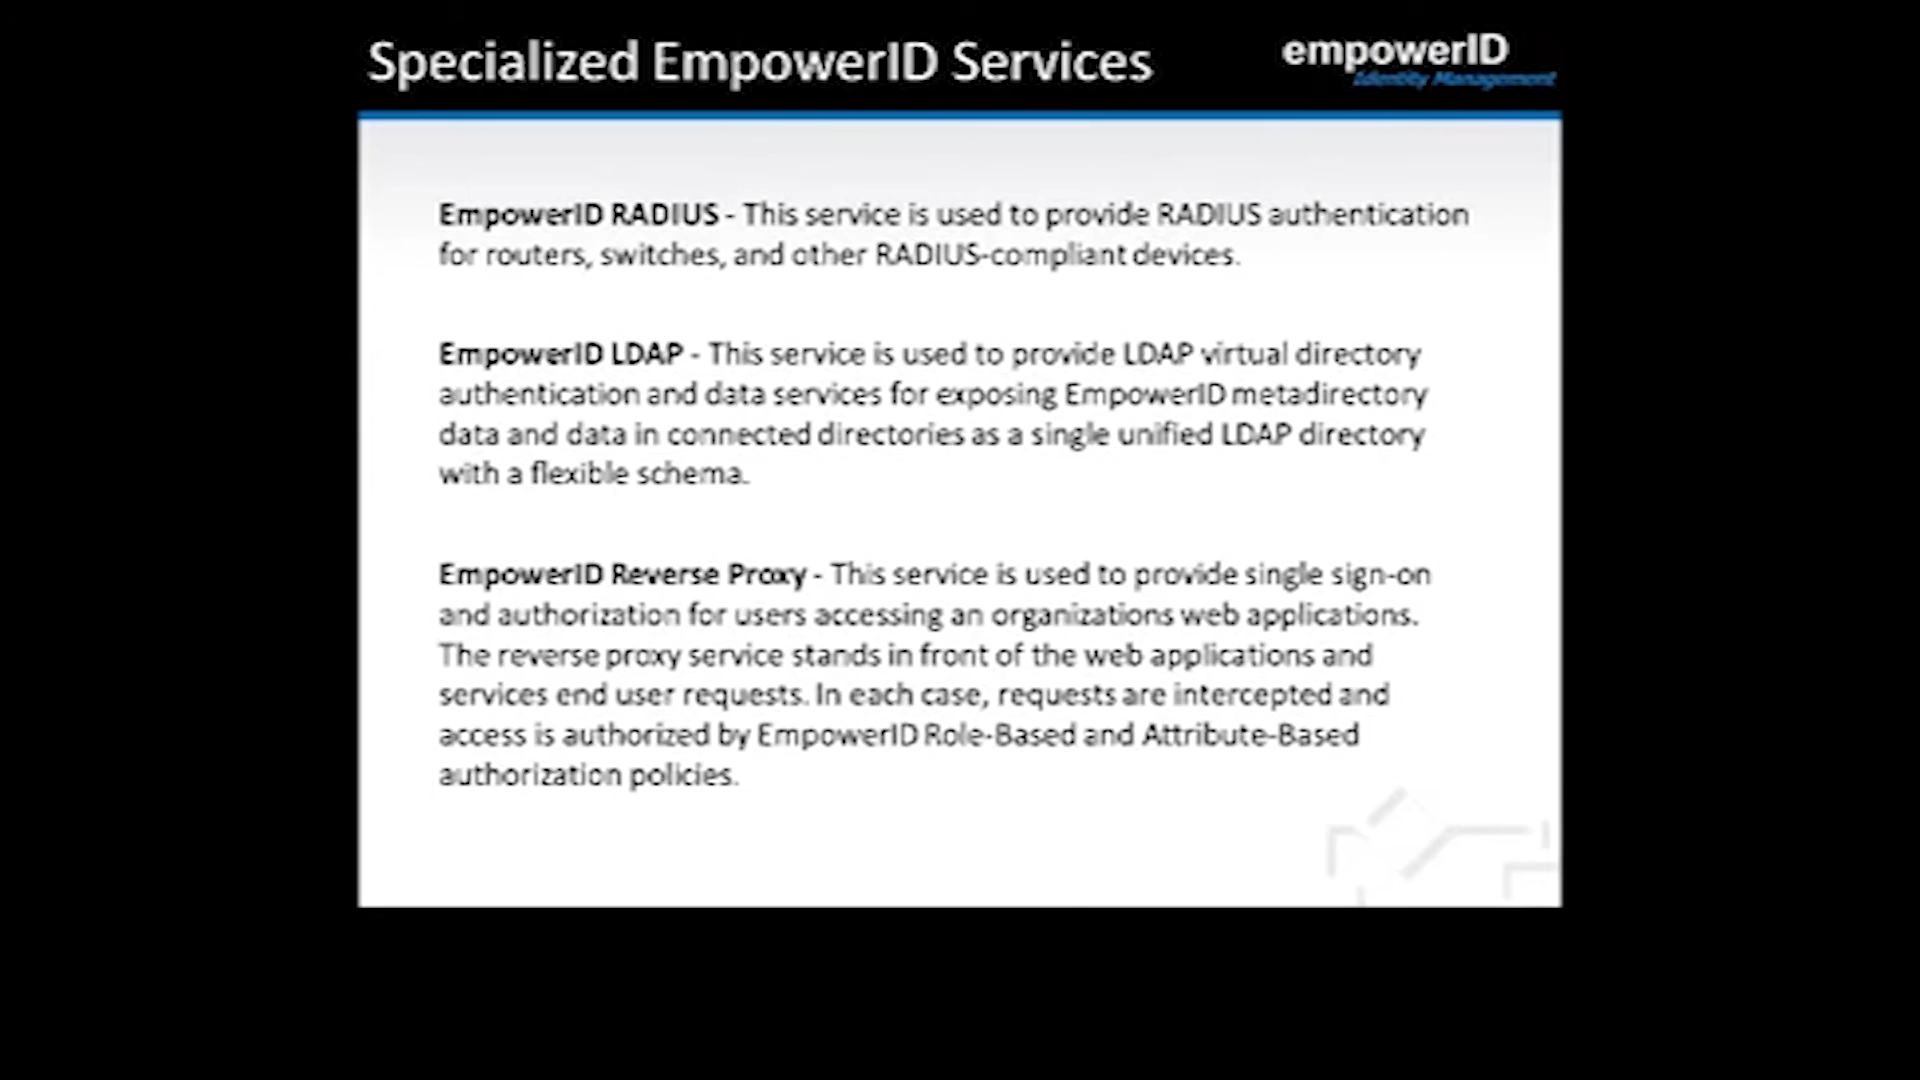 Specialized EmpowerID Services
empowerID
Identity Management
EmpowerID RADIUS - This service is used to provide RADIUS authentication
for routers, switches, and other RADIUS-compliant devices.
EmpowerID LDAP - This service is used to provide LDAP virtual directory
authentication and data services for exposing EmpowerID metadirectory
data and data in connected directories as a single unified LDAP directory
with a flexible schema.
EmpowerID Reverse Proxy - This service is used to provide single sign-on
and authorization for users accessing an organizations web applications.
The reverse proxy service stands in front of the web applications and
services end user requests. In each case, requests are intercepted and
access is authorized by EmpowerID Role-Based and Attribute-Based
authorization policies.